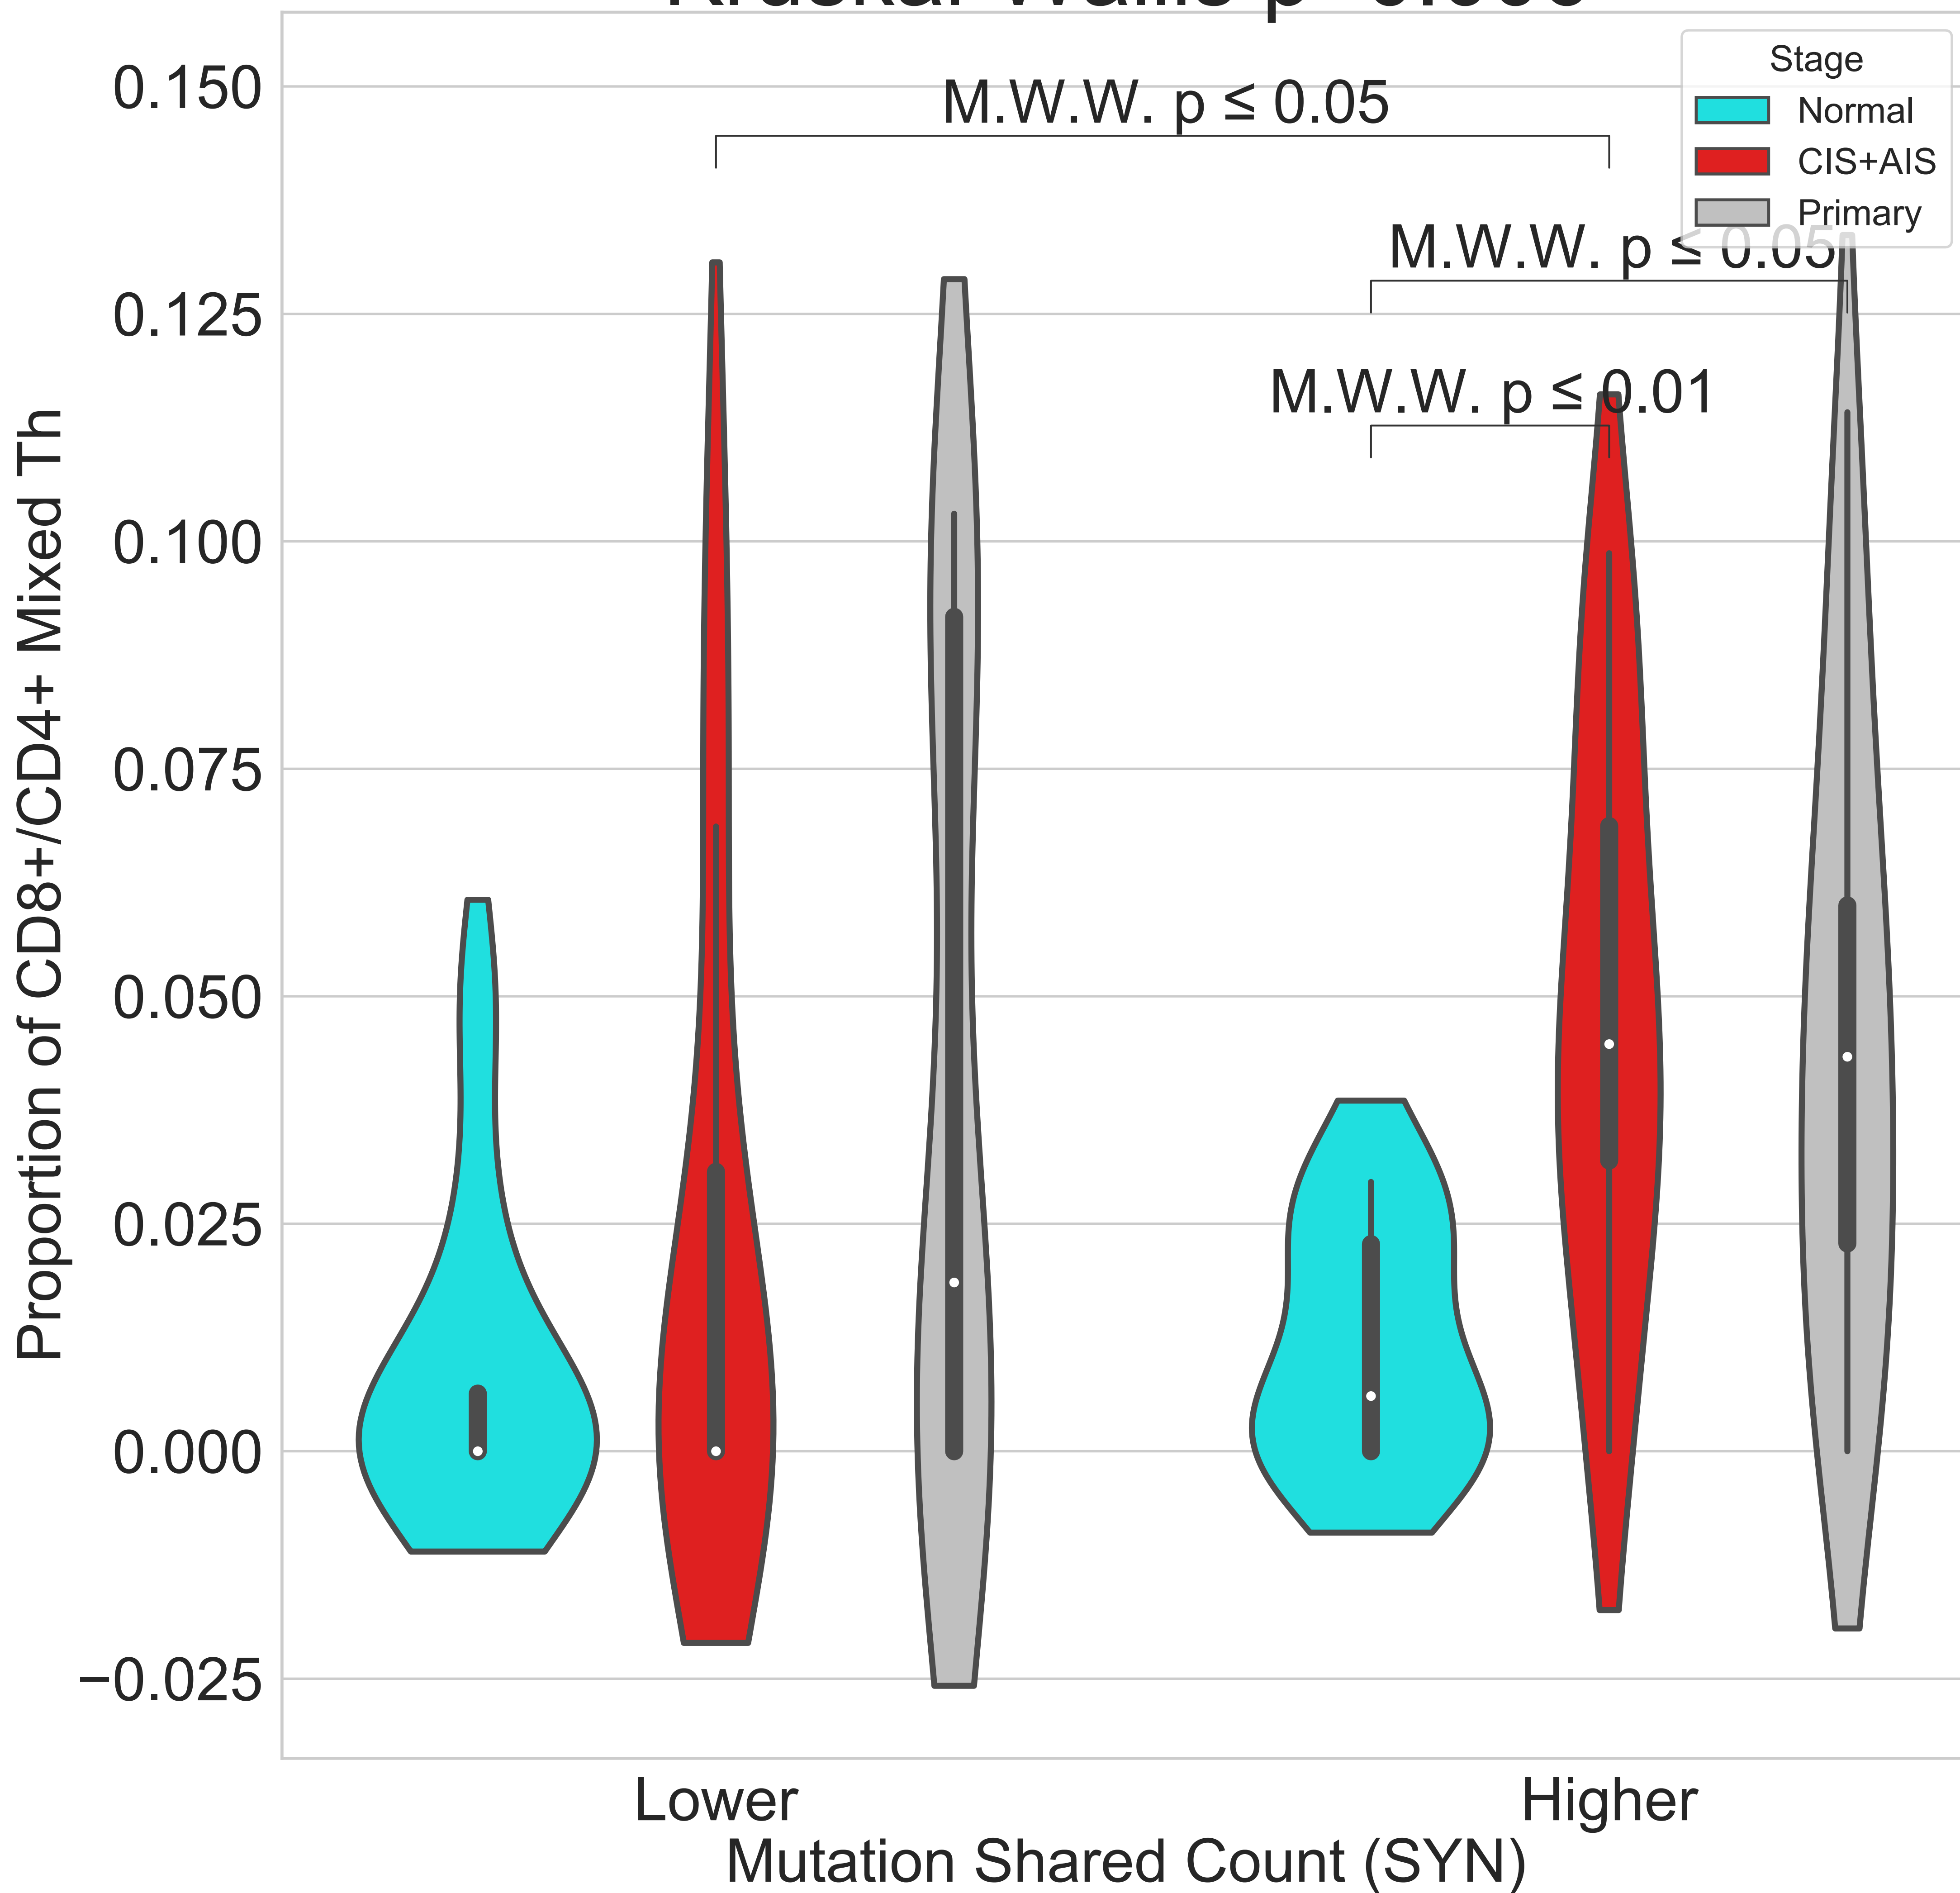 0.150
0.125
0.100
0.075
0.050
0.025
0.000
−0.025
Proportion of CD8+/CD4+ Mixed Th
M.W.W. p ≤ 0.05
M.W.W. p ≤ 0.05
M.W.W. p ≤ 0.01
Stage
Normal
CIS+AIS
Primary
Lower
Higher
Mutation Shared Count (SYN)